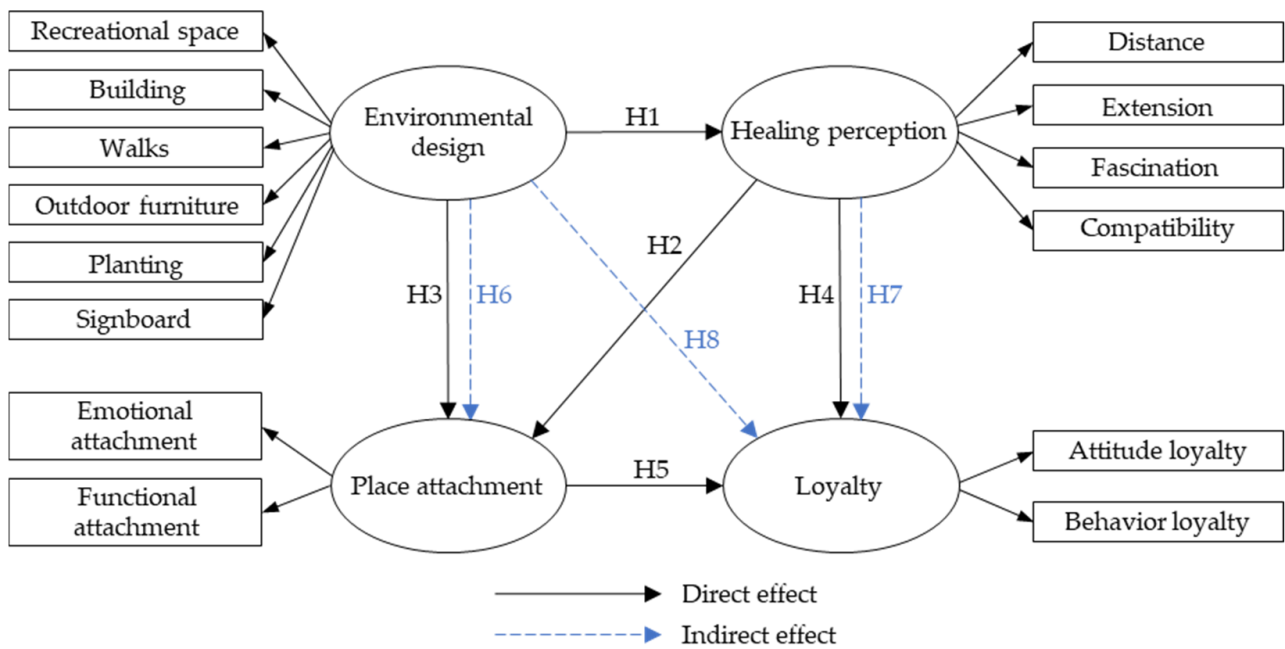 Recreational space
Building
Walks
Outdoor furniture
Planting
Signboard
Environmental
design
H1
Healing perception
Distance
Extension
Fascination
Compatibility
H3
H6
H2
H8
H4
H7
Emotional
attachment
Functional
attachment
Place attachment
H5
Loyalty
Attitude loyalty
Behavior loyalty
Direct effect
Indirect effect